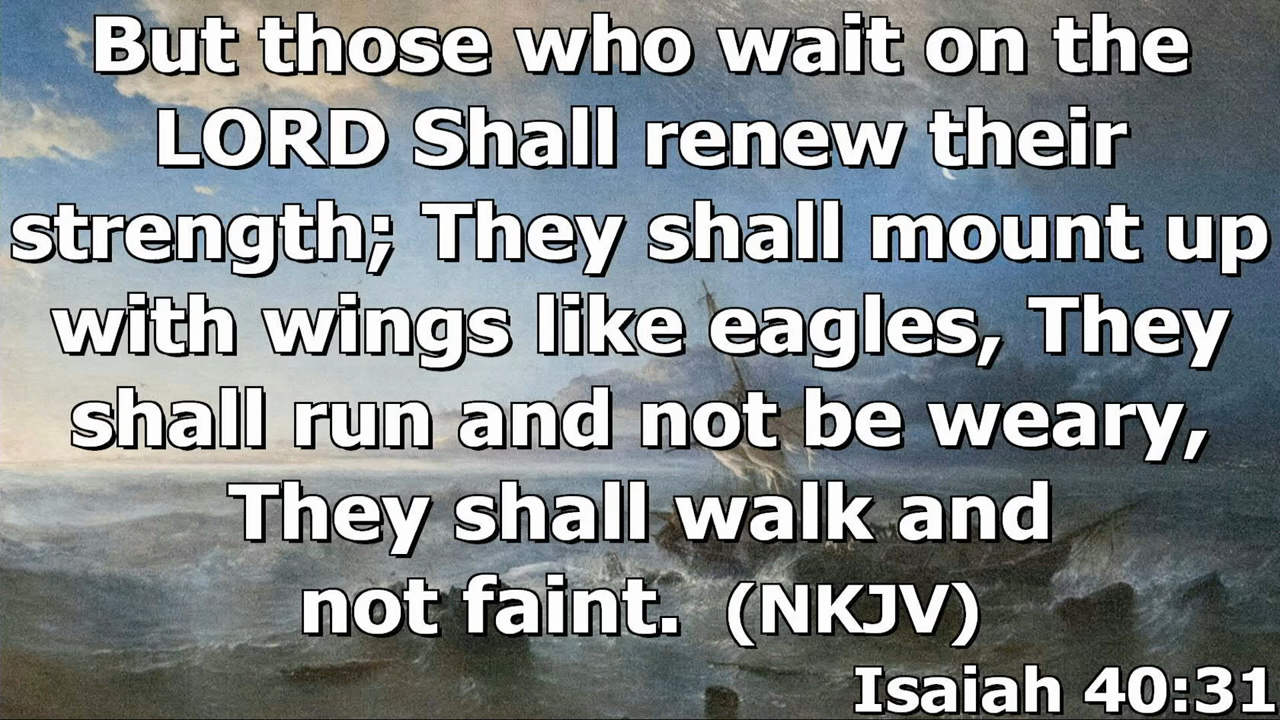 But those who wait on the
LORD Shall renew their
strength; They shall mount up
with wings like eagles, They
shall run and not be weary,
They shall walk and
not faint. (NKJV)
Isaiah 40:31